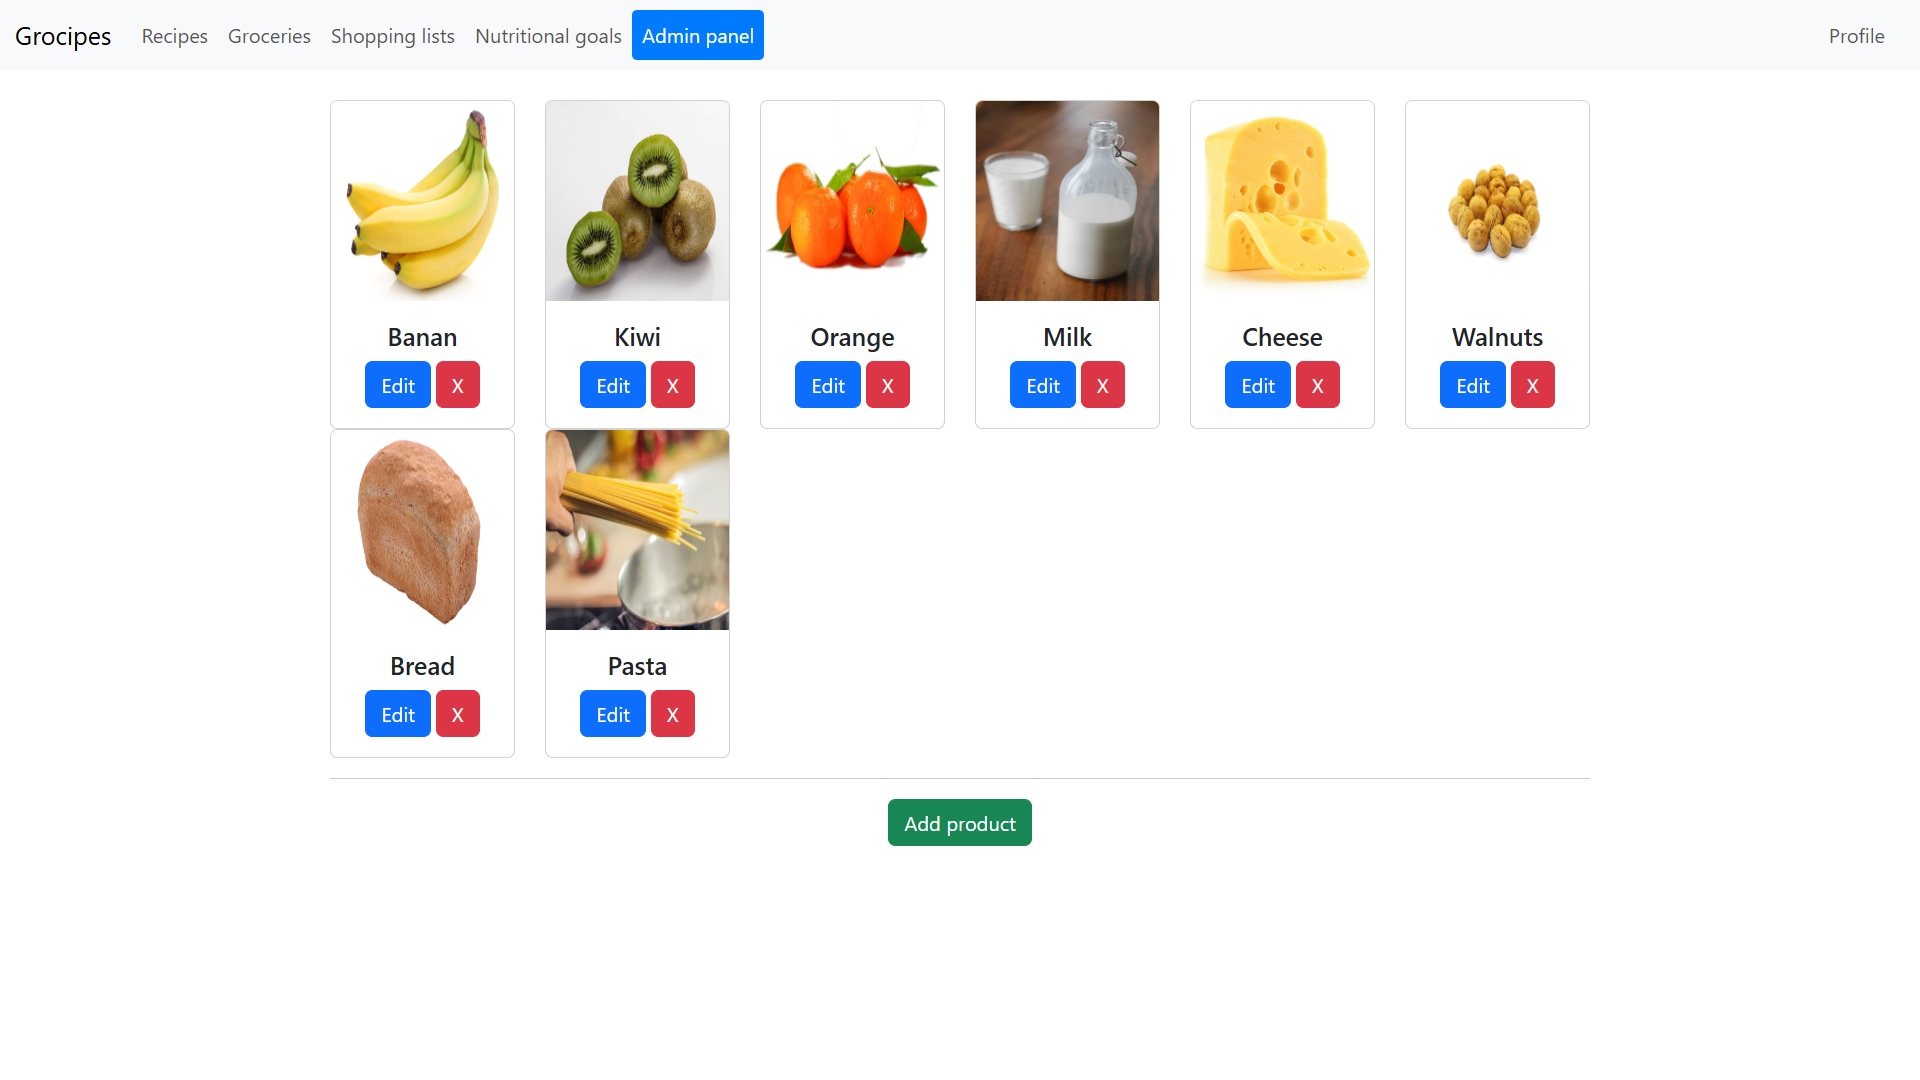 Grocipes Recipes Groceries Shopping lists Nutritional goals Admin panel Profile
Banan Kiwi Orange Milk Cheese Walnuts
Edit X Edit X Edit X Edit X Edit X Edit X
Bread Pasta
Edit X Edit X
Add product